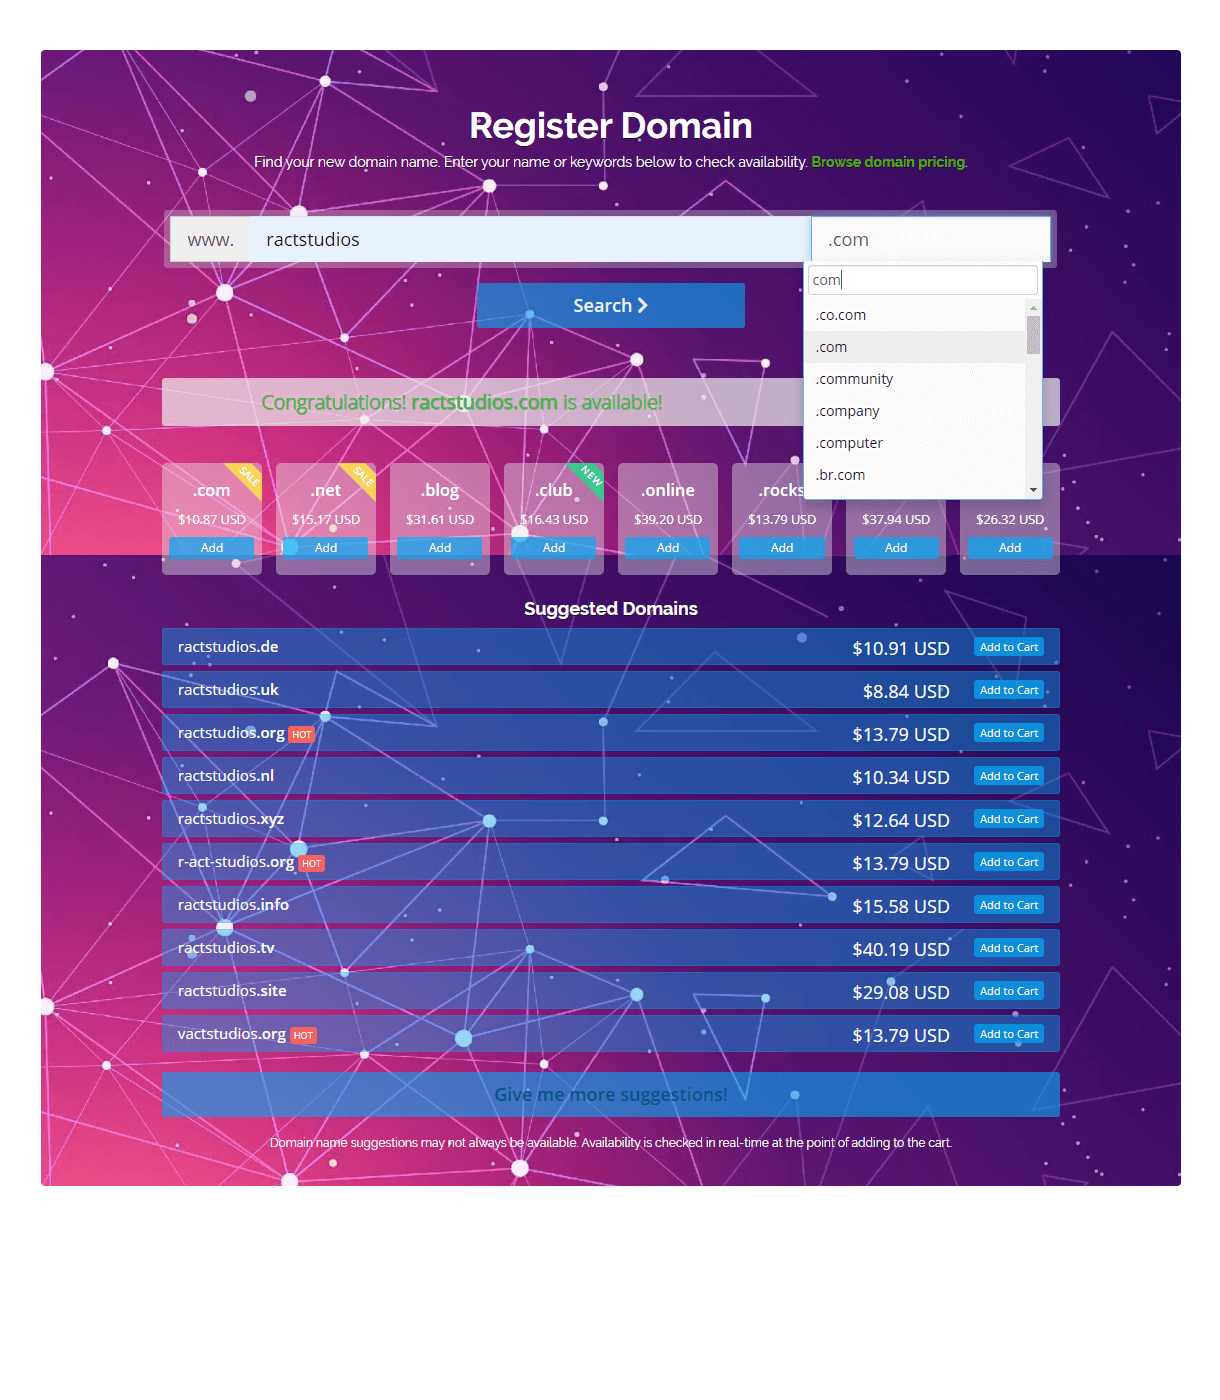 Register Domain
Find your new domain name. Enter your name or keywords below to check availability. Browse domain pricing.
www. ractstudios .com
com
Search
.co.com
.com
.community
.company
.computer
.br.com
Congratulations! ractstudios.com is available!
SALE SALE NEW
.com .net .blog .club .online .rocks
$10.87 USD $15.17 USD $31.61 USD $16.43 USD $39.20 USD $13.79 USD $37.94 USD $26.32 USD
Add Add Add Add Add Add Add Add
Suggested Domains
ractstudios.de $10.91 USD Add to Cart
ractstudios.uk $8.84 USD Add to Cart
ractstudios.org HOT $13.79 USD Add to Cart
ractstudios.nl $10.34 USD Add to Cart
ractstudios.xyz $12.64 USD Add to Cart
r-act-studios.org HOT $13.79 USD Add to Cart
ractstudios.info $15.58 USD Add to Cart
ractstudios.tv $40.19 USD Add to Cart
ractstudios.site $29.08 USD Add to Cart
vactstudios.org HOT $13.79 USD Add to Cart
Give me more suggestions!
Domain name suggestions may not always be available. Availability is checked in real-time at the point of adding to the cart.